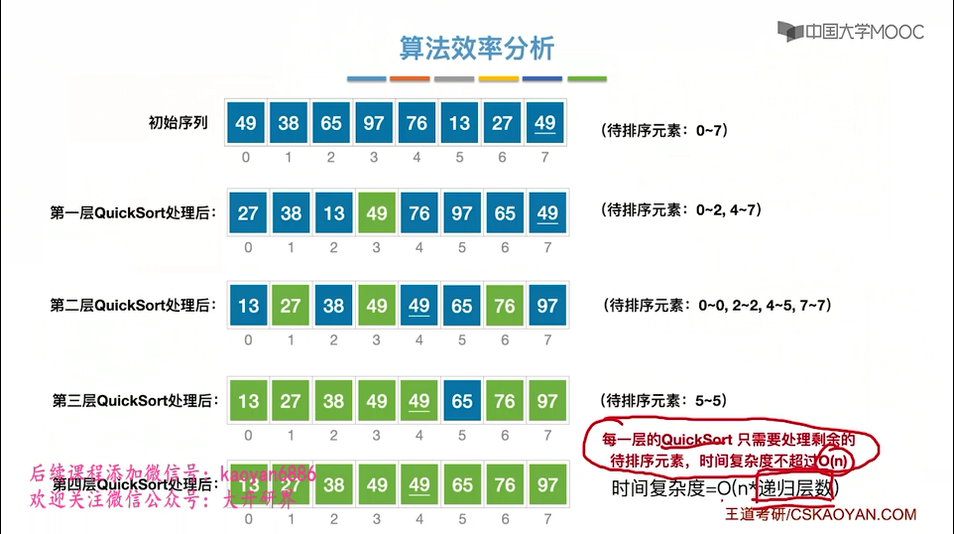 中国大学MOOC
算法效率分析
初始序列 49 38 65 97 76 13 27 49 (待排序元素：0~7)
0 1 2 3 4 5 6 7
第一层QuickSort处理后： 27 38 13 49 76 97 65 49 (待排序元素：0~2, 4~7)
0 1 2 3 4 5 6 7
第二层QuickSort处理后： 13 27 38 49 49 65 76 97 (待排序元素：0~0, 2~2, 4~5, 7~7)
0 1 2 3 4 5 6 7
第三层QuickSort处理后： 13 27 38 49 49 65 76 97 (待排序元素：5~5)
0 1 2 3 4 5 6 7
每一层的QuickSort 只需要处理剩余的
待排序元素，时间复杂度不超过O(n)
后续课程添加微信号：kaoyan6886
第四层QuickSort处理后： 13 27 38 49 49 65 76 97
时间复杂度=O(n*递归层数)
欢迎关注微信公众号：大开研界
0 1 2 3 4 5 6 7
王道考研/CSKAOYAN.COM